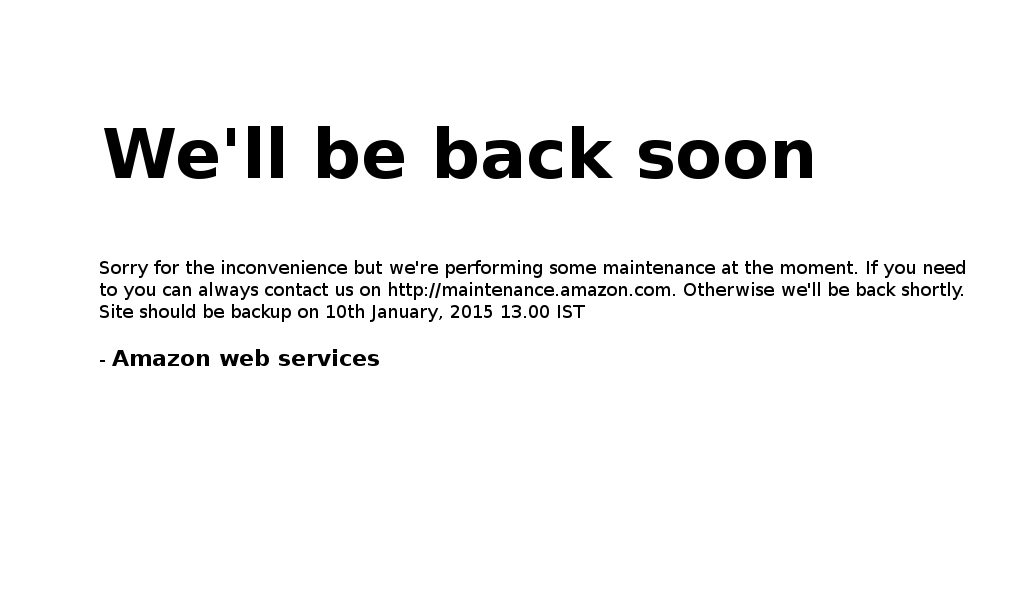 We'll be back soon
Sorry for the inconvenience but we're performing some maintenance at the moment. If you need
to you can always contact us on http://maintenance.amazon.com. Otherwise we'll be back shortly.
Site should be backup on 10th January, 2015 13.00 IST
- Amazon web services